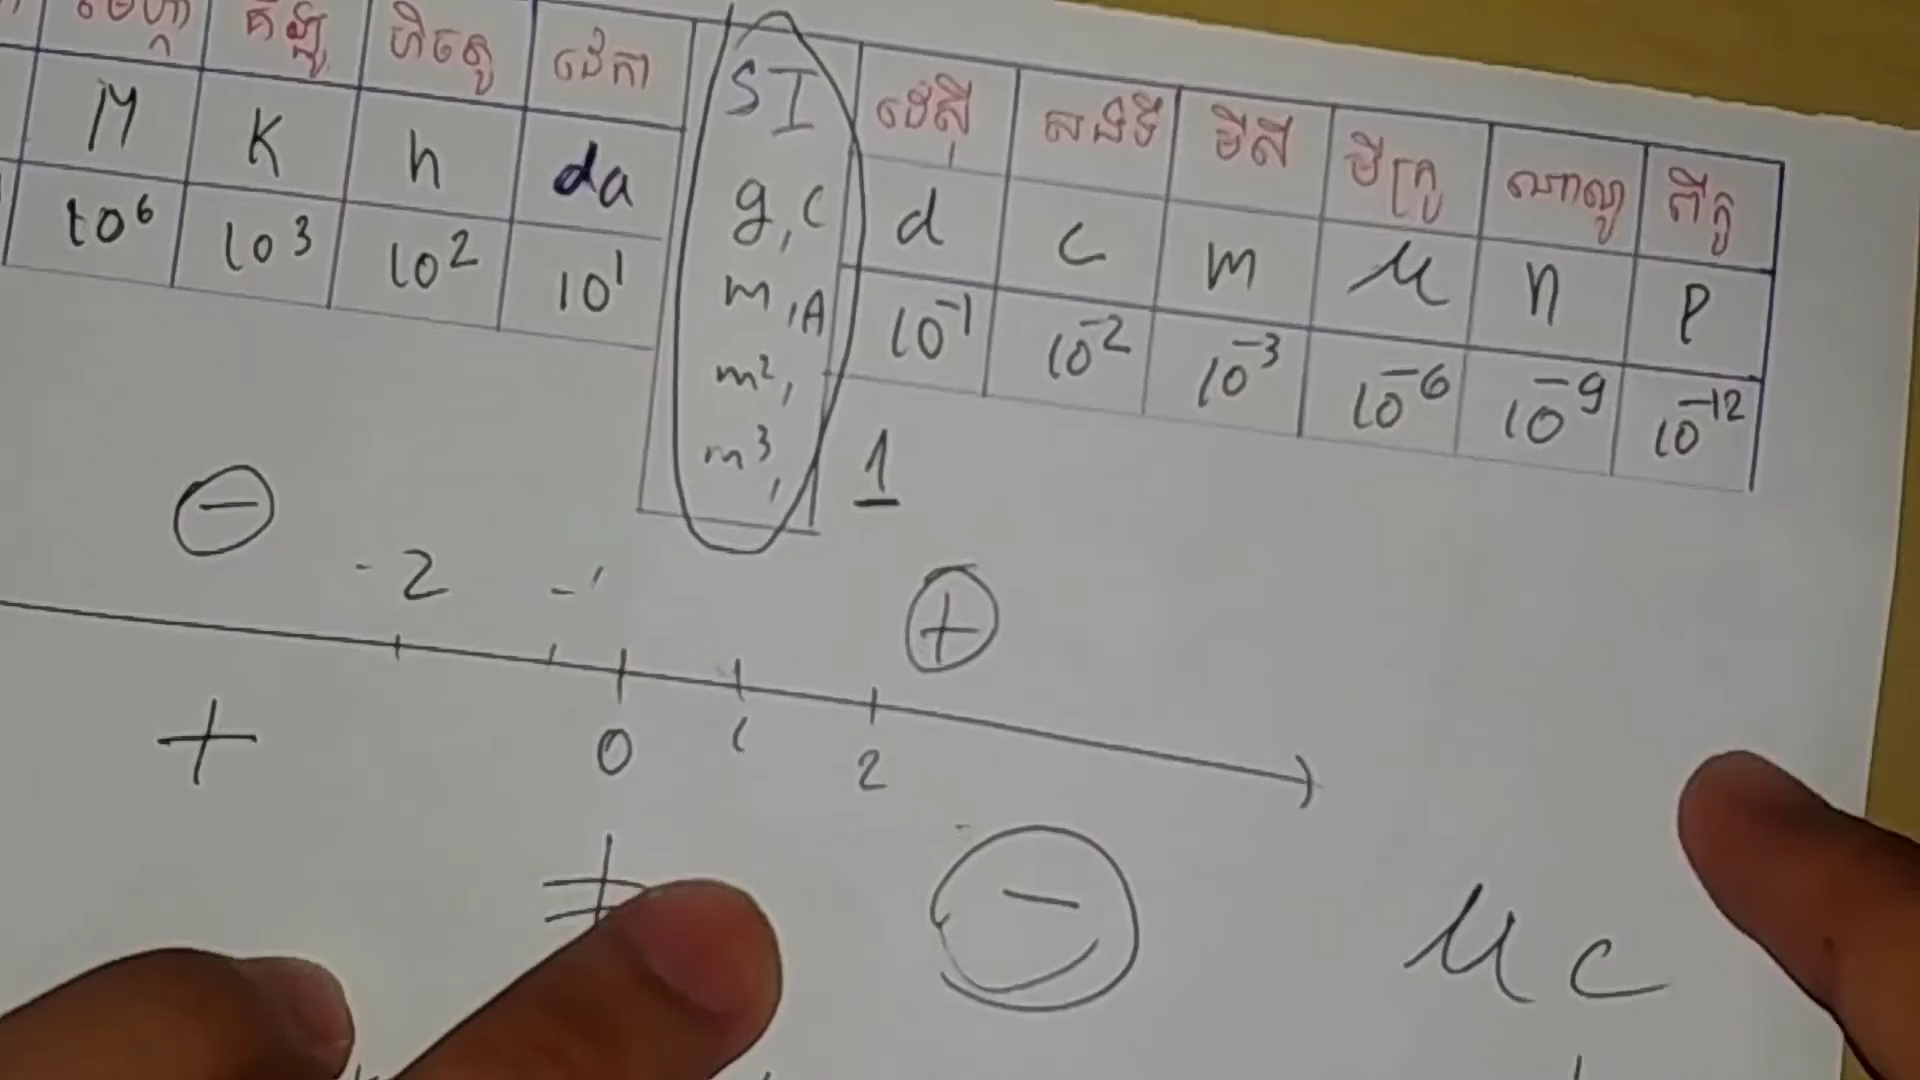 មេហ្កា គីឡូ ហិចតូ ដេកា SI ដេស៊ី សង់ទី មីលី មីក្រូ ណាណូ ពីកូ
M K h da g, C d c m μ n P
10⁶ 10³ 10² 10¹ m, A 10⁻¹ 10⁻² 10⁻³ 10⁻⁶ 10⁻⁹ 10⁻¹²
m²,
m³, 1
− -2 -1 +
+ 0 1 2
−
μ c